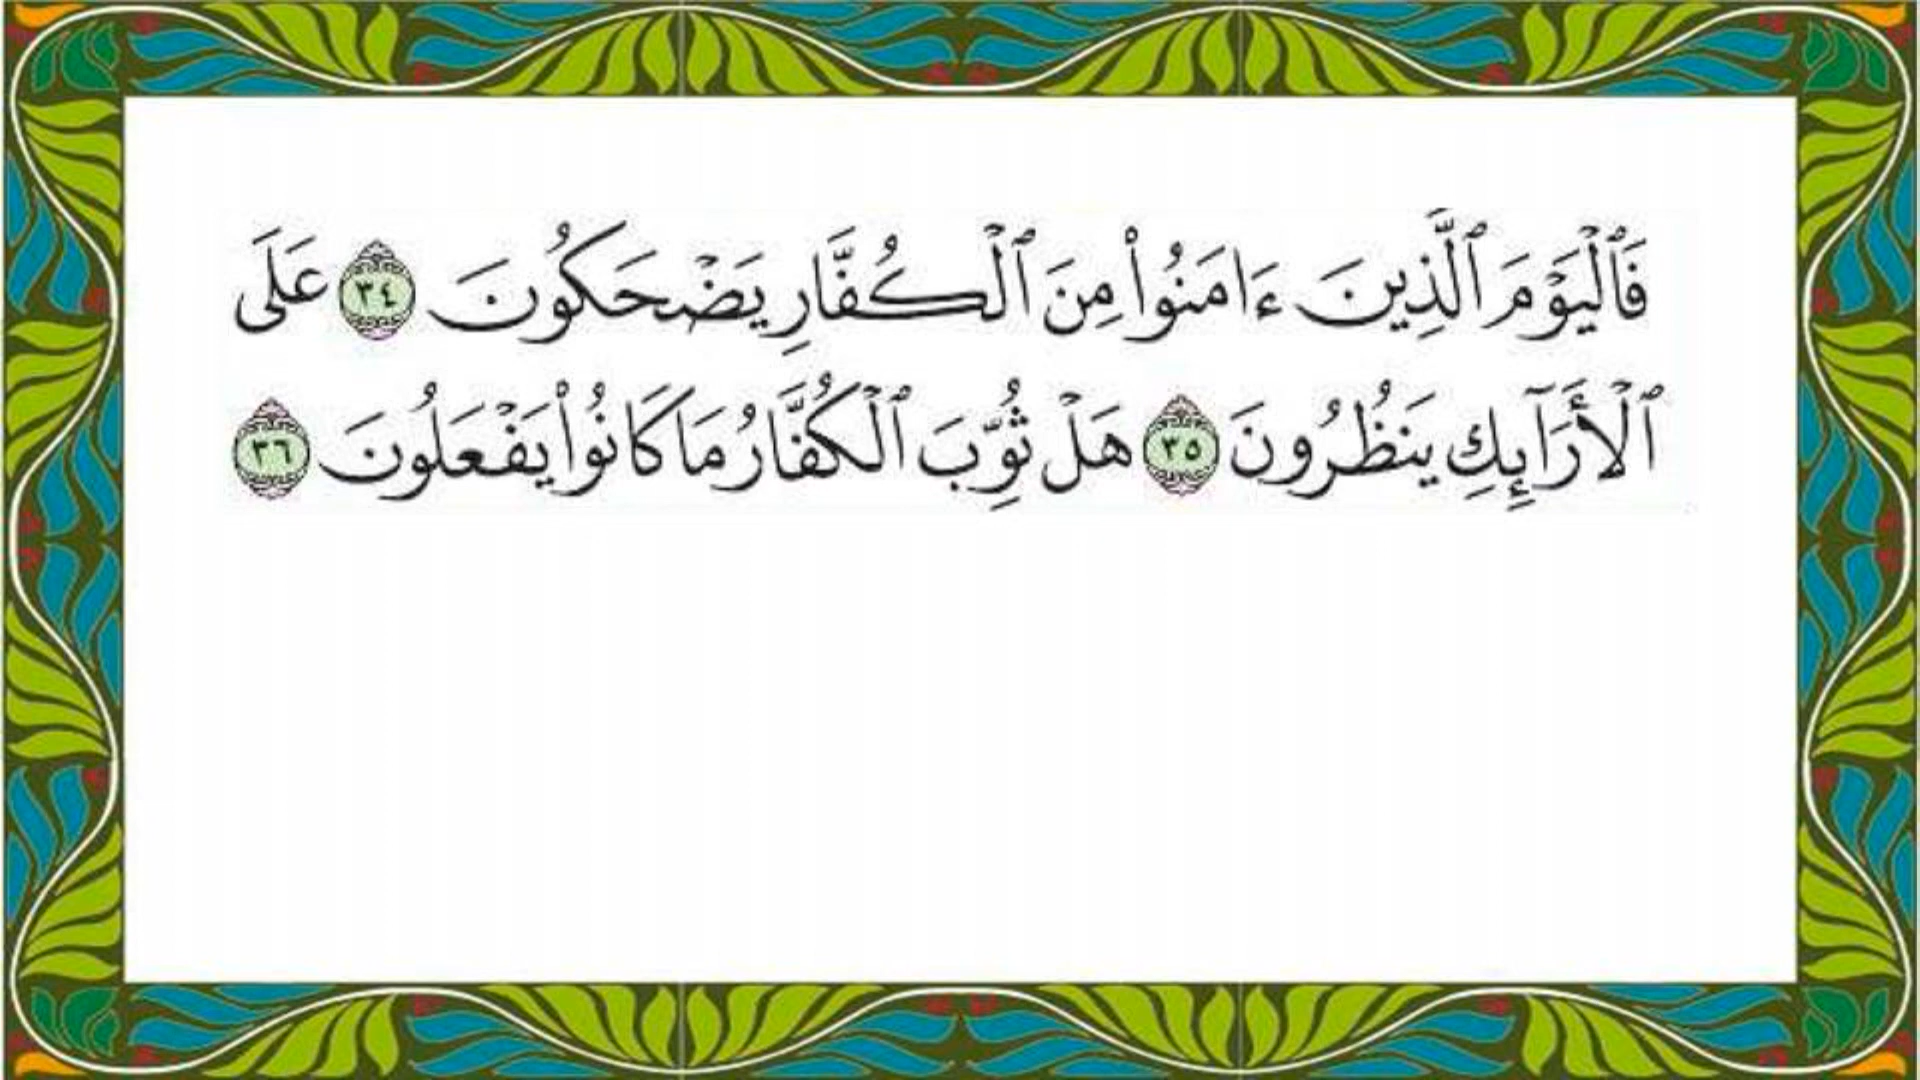 فَٱلْيَوْمَ ٱلَّذِينَ ءَامَنُوا۟ مِنَ ٱلْكُفَّارِ يَضْحَكُونَ ٣٤ عَلَى
ٱلْأَرَآئِكِ يَنظُرُونَ ٣٥ هَلْ ثُوِّبَ ٱلْكُفَّارُ مَا كَانُوا۟ يَفْعَلُونَ ٣٦